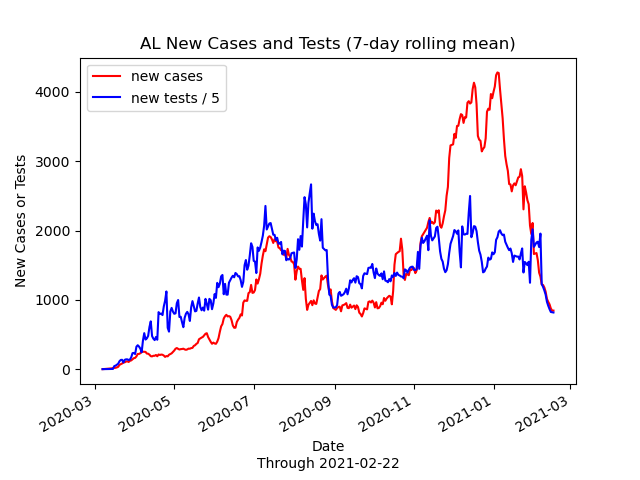 AL New Cases and Tests (7-day rolling mean)
new cases
new tests / 5
New Cases or Tests
4000
3000
2000
1000
0
2020-03
2020-05
2020-07
2020-09
2020-11
2021-01
2021-03
Date
Through 2021-02-22